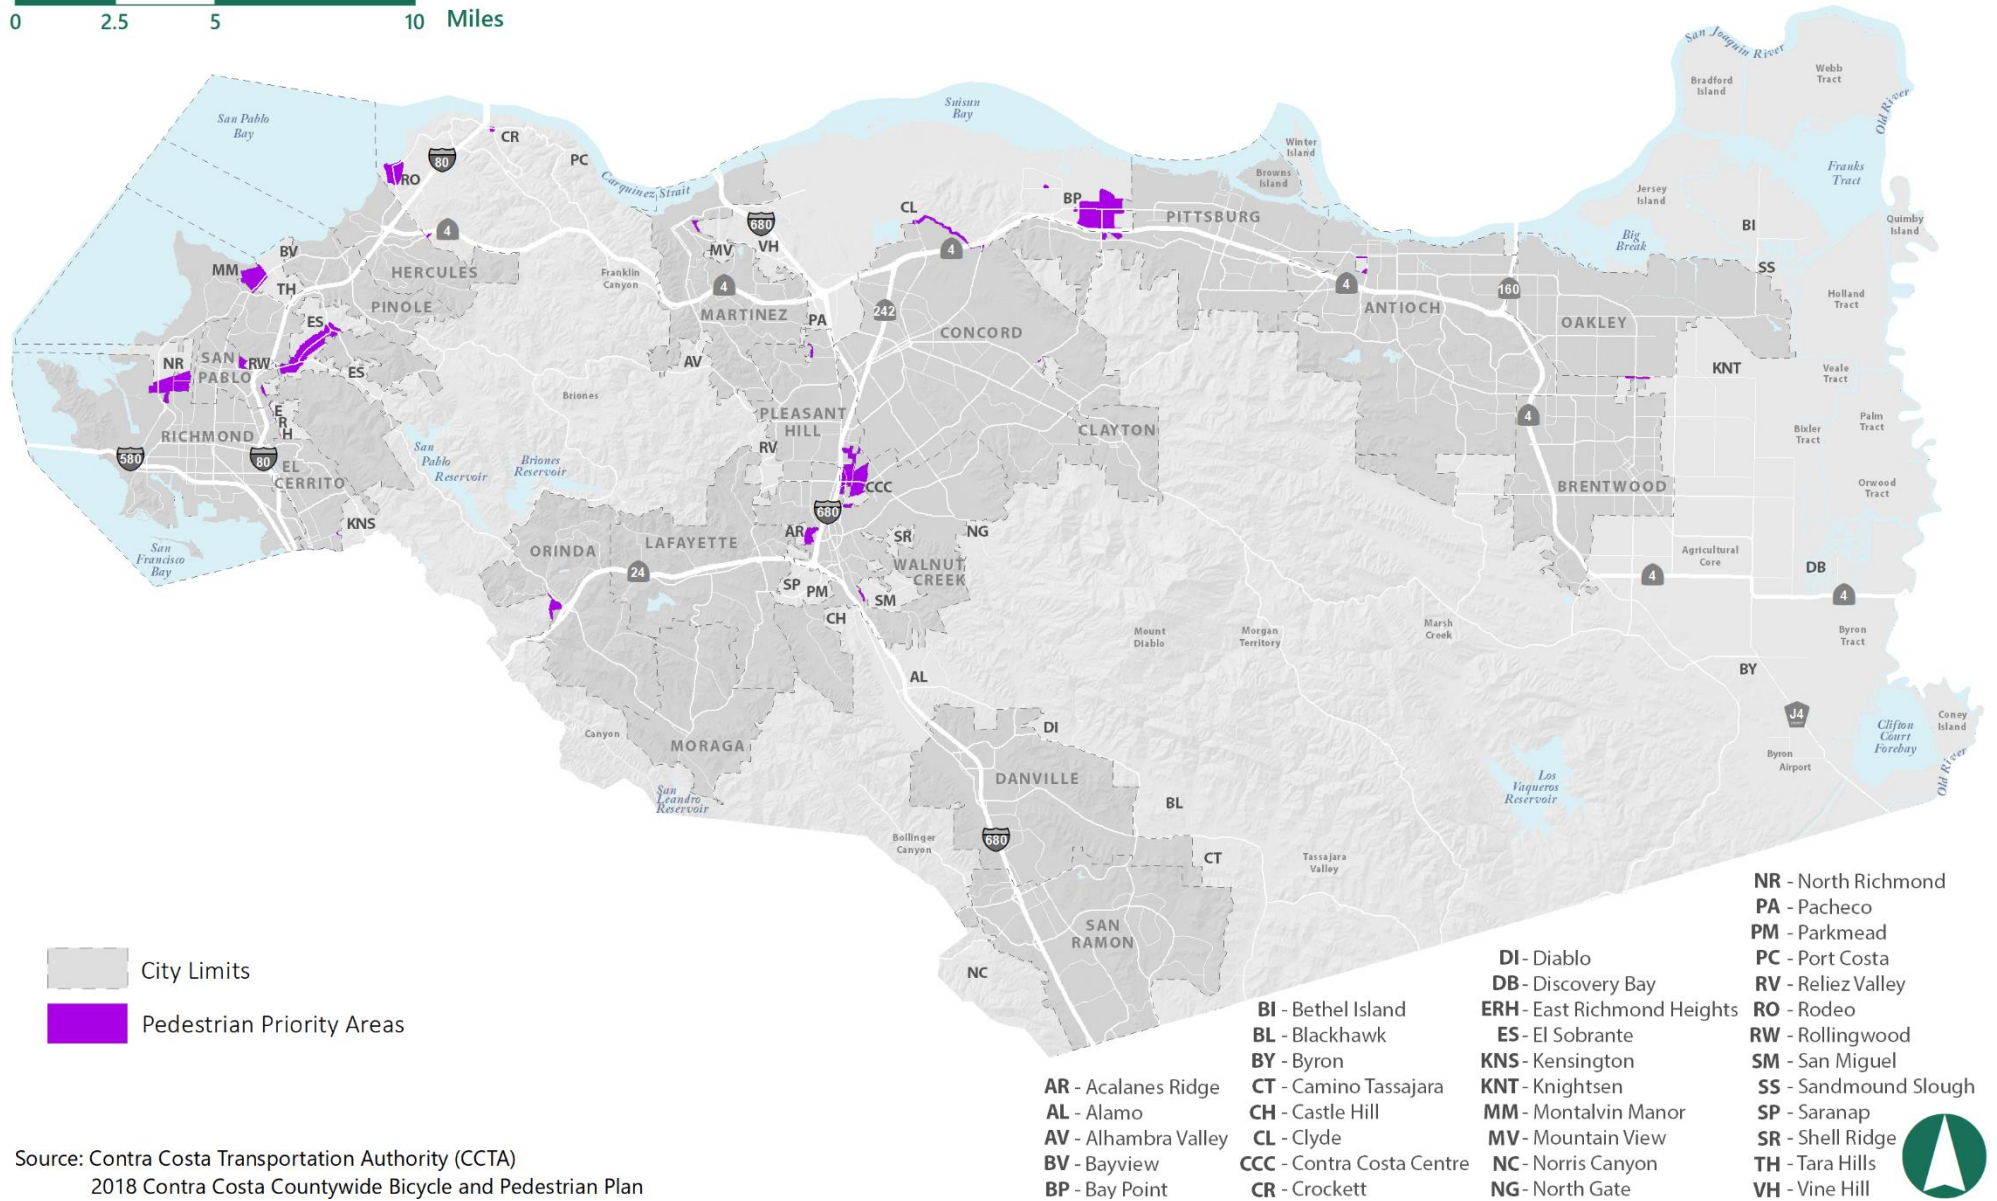 0 2.5 5 10 Miles
San Joaquin River
Webb
Tract
Bradford
Island
Old River
San Pablo
Bay
Suisun
Bay
CR
80
PC
Winter
Island
Franks
Tract
RO
Carquinez Strait
Browns
Island
Jersey
Island
BP
CL
PITTSBURG
680
4
BI
Quimby
Island
Big
Break
BV
MV
VH
4
MM
HERCULES
Franklin
Canyon
SS
TH
4
4
160
Holland
Tract
PINOLE
MARTINEZ
PA
242
ANTIOCH
OAKLEY
ES
CONCORD
NR
SAN
PABLO
RW
ES
AV
KNT
Veale
Tract
Briones
E
R
H
PLEASANT
HILL
CLAYTON
4
Palm
Tract
Bixler
Tract
RICHMOND
RV
San
Pablo
Reservoir
Briones
Reservoir
580
80
EL
CERRITO
CCC
BRENTWOOD
Orwood
Tract
KNS
680
AR
SR
NG
San
Francisco
Bay
ORINDA
LAFAYETTE
WALNUT
CREEK
Agricultural
Core
24
SP
PM
SM
4
DB
4
CH
Mount
Diablo
Morgan
Territory
Marsh
Creek
Byron
Tract
AL
BY
DI
J4
Clifton
Court
Forebay
Coney
Island
Canyon
MORAGA
Byron
Airport
Old River
DANVILLE
San
Leandro
Reservoir
BL
Los
Vaqueros
Reservoir
Bollinger
Canyon
680
CT
Tassajara
Valley
SAN
RAMON
NC
City Limits
Pedestrian Priority Areas
AR - Acalanes Ridge
AL - Alamo
AV - Alhambra Valley
BV - Bayview
BP - Bay Point
BI - Bethel Island
BL - Blackhawk
BY - Byron
CT - Camino Tassajara
CH - Castle Hill
CL - Clyde
CCC - Contra Costa Centre
CR - Crockett
DI - Diablo
DB - Discovery Bay
ERH - East Richmond Heights
ES - El Sobrante
KNS - Kensington
KNT - Knightsen
MM - Montalvin Manor
MV - Mountain View
NC - Norris Canyon
NG - North Gate
NR - North Richmond
PA - Pacheco
PM - Parkmead
PC - Port Costa
RV - Reliez Valley
RO - Rodeo
RW - Rollingwood
SM - San Miguel
SS - Sandmound Slough
SP - Saranap
SR - Shell Ridge
TH - Tara Hills
VH - Vine Hill
Source: Contra Costa Transportation Authority (CCTA)
2018 Contra Costa Countywide Bicycle and Pedestrian Plan